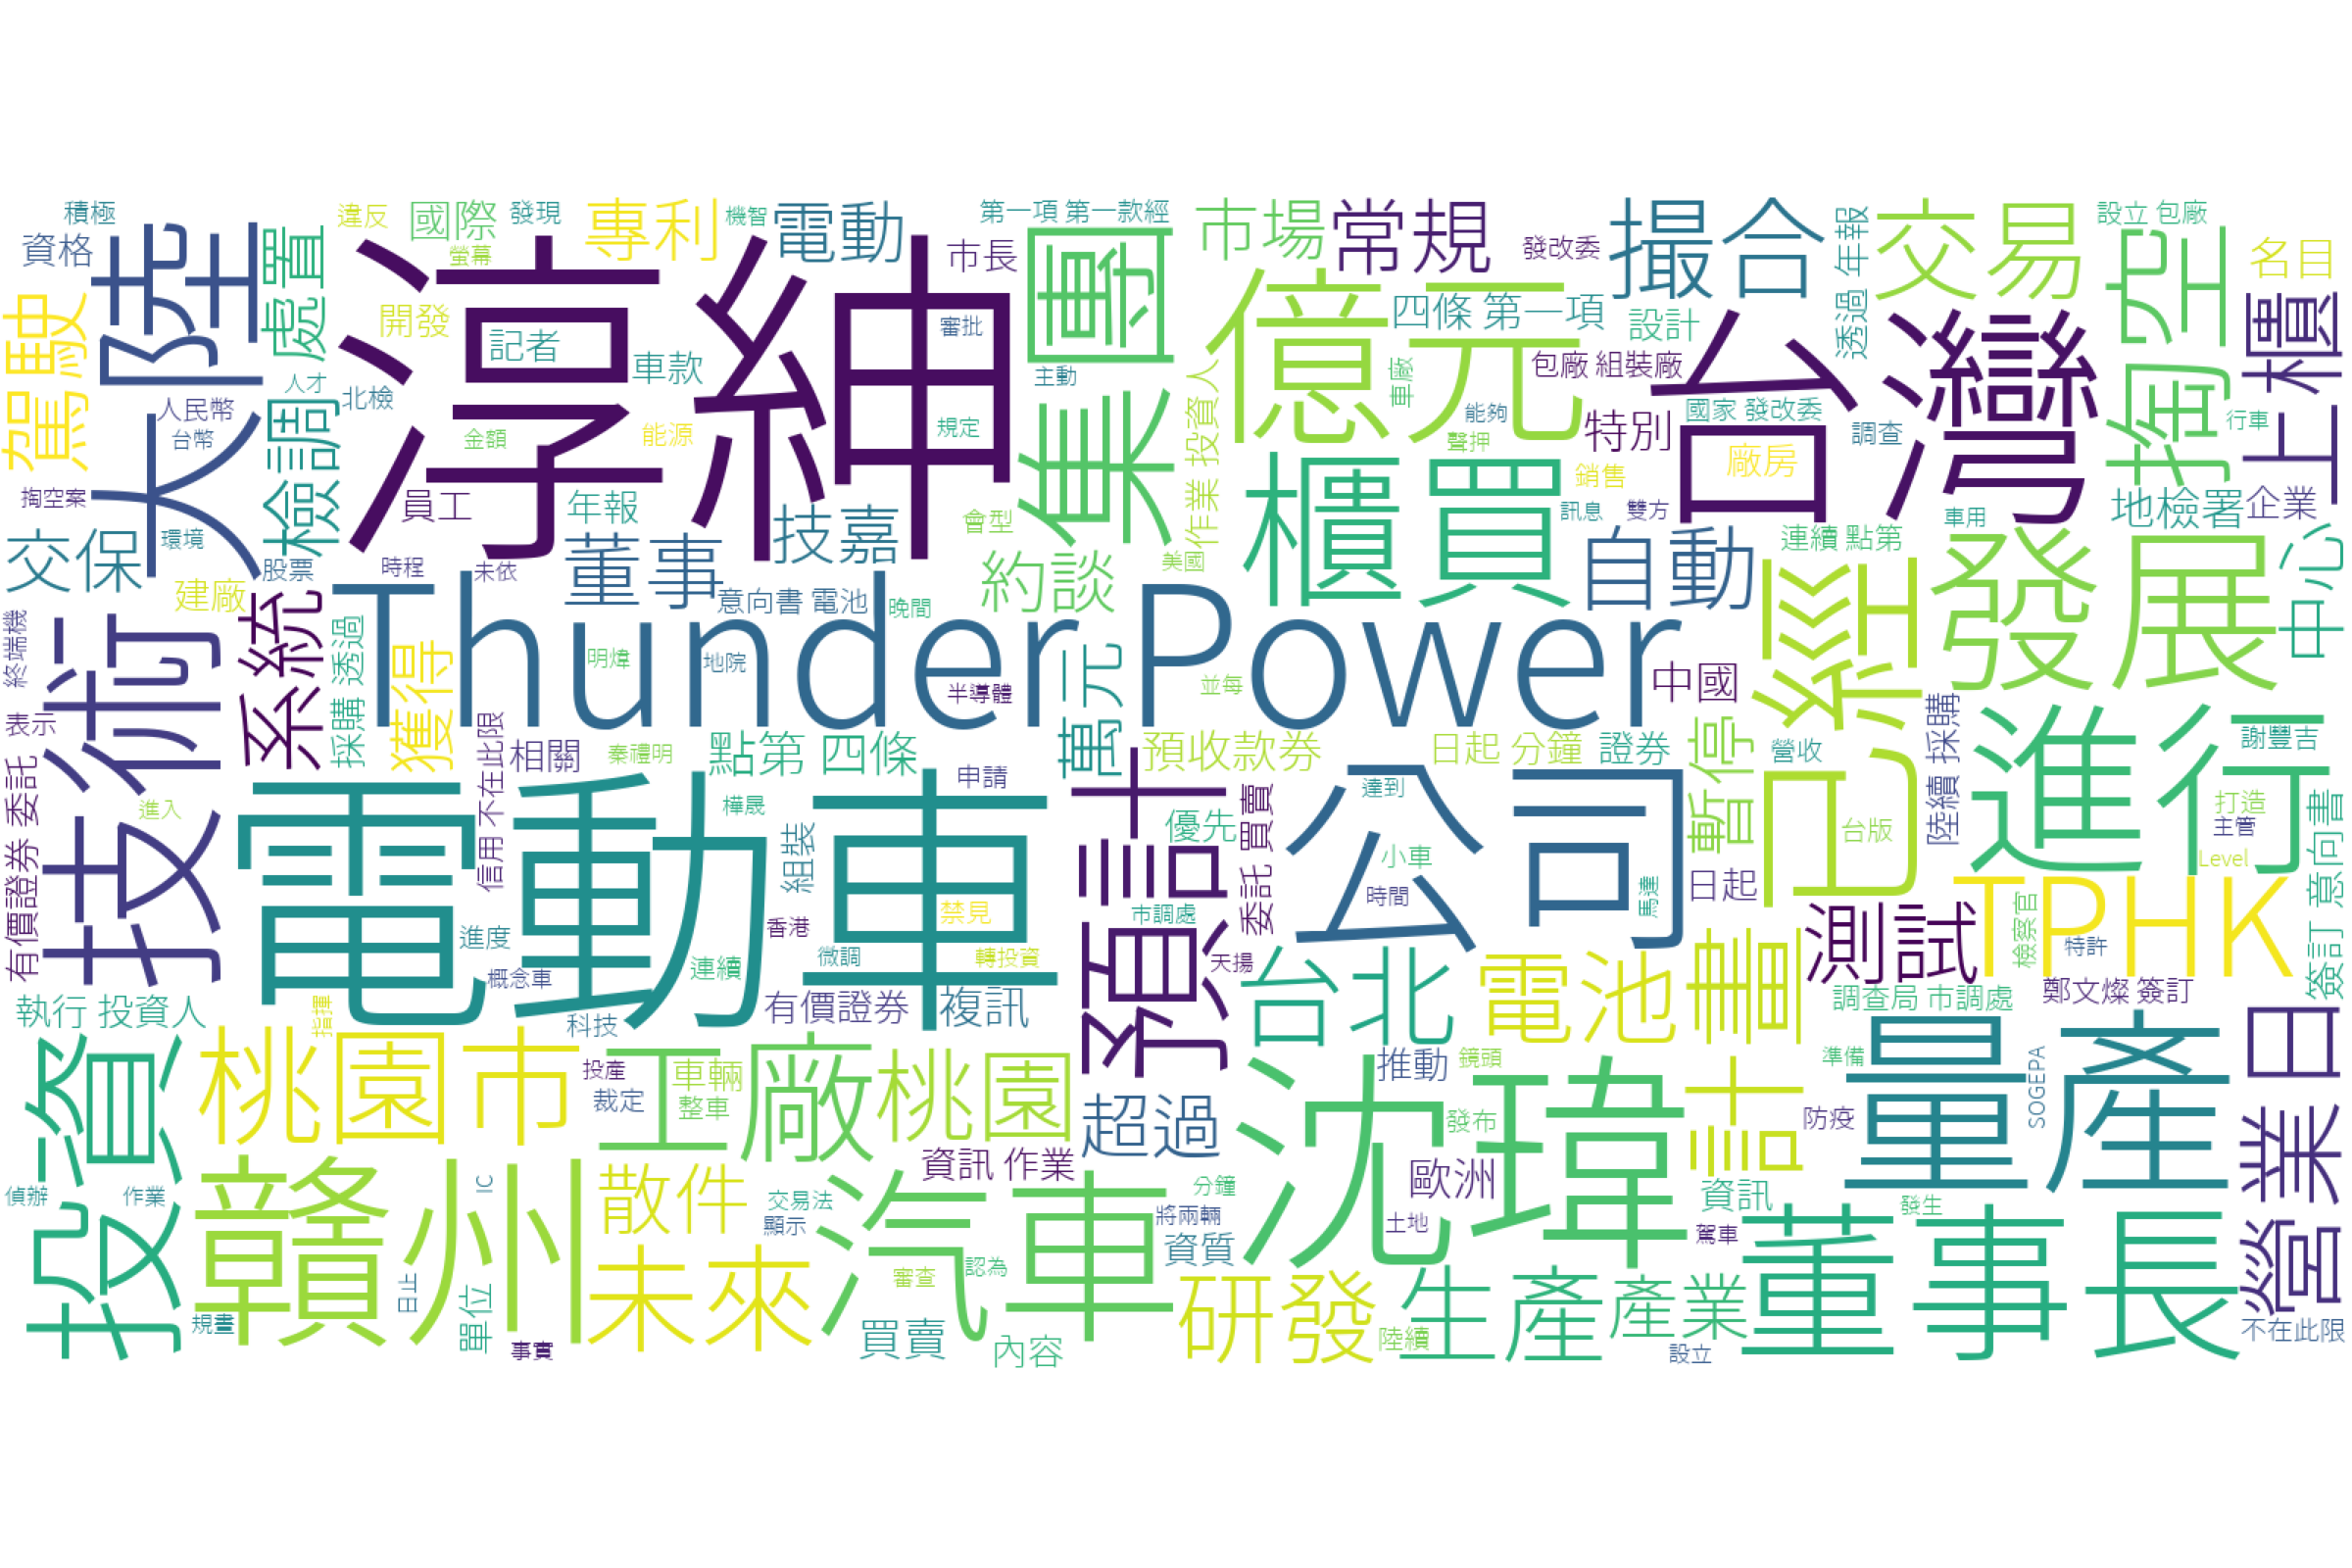 積極
違反
國際
發現
專利
機智
電動
第一項 第一款經
市場
常規
撮合
透過 年報
交易
設立 包廠
掏空
名目
資格
大陸
處置
螢幕
淳紳
市長
集團
億元
四條 第一項
發改委
設計
台灣
上櫃
駕駛
開發
記者
車款
審批
主動
作業 投資人
車廠
包廠 組裝廠
人才
北檢
人民幣
台幣
檢調
金額
能源
規定
能夠
特別
國家 發改委
調查
行車
聲押
廠房
銷售
掏空案
員工
年報
技嘉
會型
櫃買
訊息
雙方
車用
地檢署
企業
交保
環境
股票
時程
未依
董事
約談
美國
自動
連續 點第
發展
中心
建廠
意向書 電池
晚間
已經
終端機
技術
系統
採購 透過
獲得
Thunder Power
明煒
地院
半導體
萬元
並每
中國
表示
相關
秦禮明
點第 四條
申請
預收款券
日起 分鐘
證券
暫停
營收
陸續 採購
進行
謝豐吉
有價證券 委託
進入
信用 不在此限
電動車
樺晟
組裝
預計
優先
委託 買賣
達到
公司
小車
時間
馬達
日起
台版
打造
主管
Level
簽訂 意向書
進度
連續
概念車
香港
禁見
微調
轉投資
市調處
天揚
台北
電池
計畫
測試
TPHK
檢察官
特許
執行 投資人
指揮
科技
有價證券
複訊
調查局 市調處
鄭文燦 簽訂
營業日
投資
桃園市
投產
裁定
工廠
車輛
整車
桃園
超過
沈瑋
推動
鏡頭
發布
防疫
準備
量產
SOGEPA
偵辦
作業
贛州
IC
散件
資訊 作業
交易法
顯示
汽車
分鐘
將兩輛
歐洲
土地
資訊
駕車
發生
董事長
資質
日止
單位
未來
審查
認為
研發
生產
產業
規畫
事實
買賣
內容
陸續
設立
不在此限